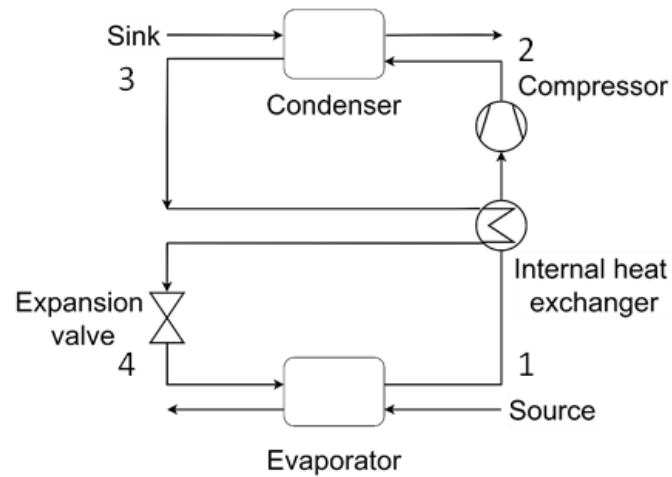 Sink
2
3
Compressor
Condenser
Internal heat
exchanger
Expansion
valve
4
1
Source
Evaporator